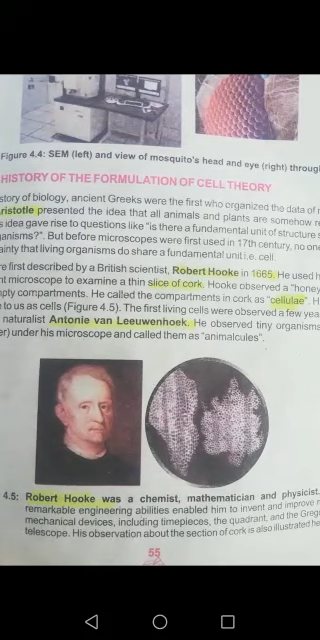 Figure 4.4: SEM (left) and view of mosquito's head and eye (right) throug
HISTORY OF THE FORMULATION OF CELL THEORY
story of biology, ancient Greeks were the first who organized the data of
ristotle presented the idea that all animals and plants are somehow re
s idea gave rise to questions like "is there a fundamental unit of structure
ganisms?". But before microscopes were first used in 17th century, no one
ainty that living organisms do share a fundamental unit i.e. cell.
re first described by a British scientist, Robert Hooke in 1665. He used h
nt microscope to examine a thin slice of cork. Hooke observed a "honey
pty compartments. He called the compartments in cork as "cellulae". H
e to us as cells (Figure 4.5). The first living cells were observed a few yea
naturalist Antonie van Leeuwenhoek. He observed tiny organisms
er) under his microscope and called them as "animalcules".
4.5: Robert Hooke was a chemist, mathematician and physicist.
remarkable engineering abilities enabled him to invent and improve
mechanical devices, including timepieces, the quadrant, and the Greg
telescope. His observation about the section of cork is also illustrated he
55